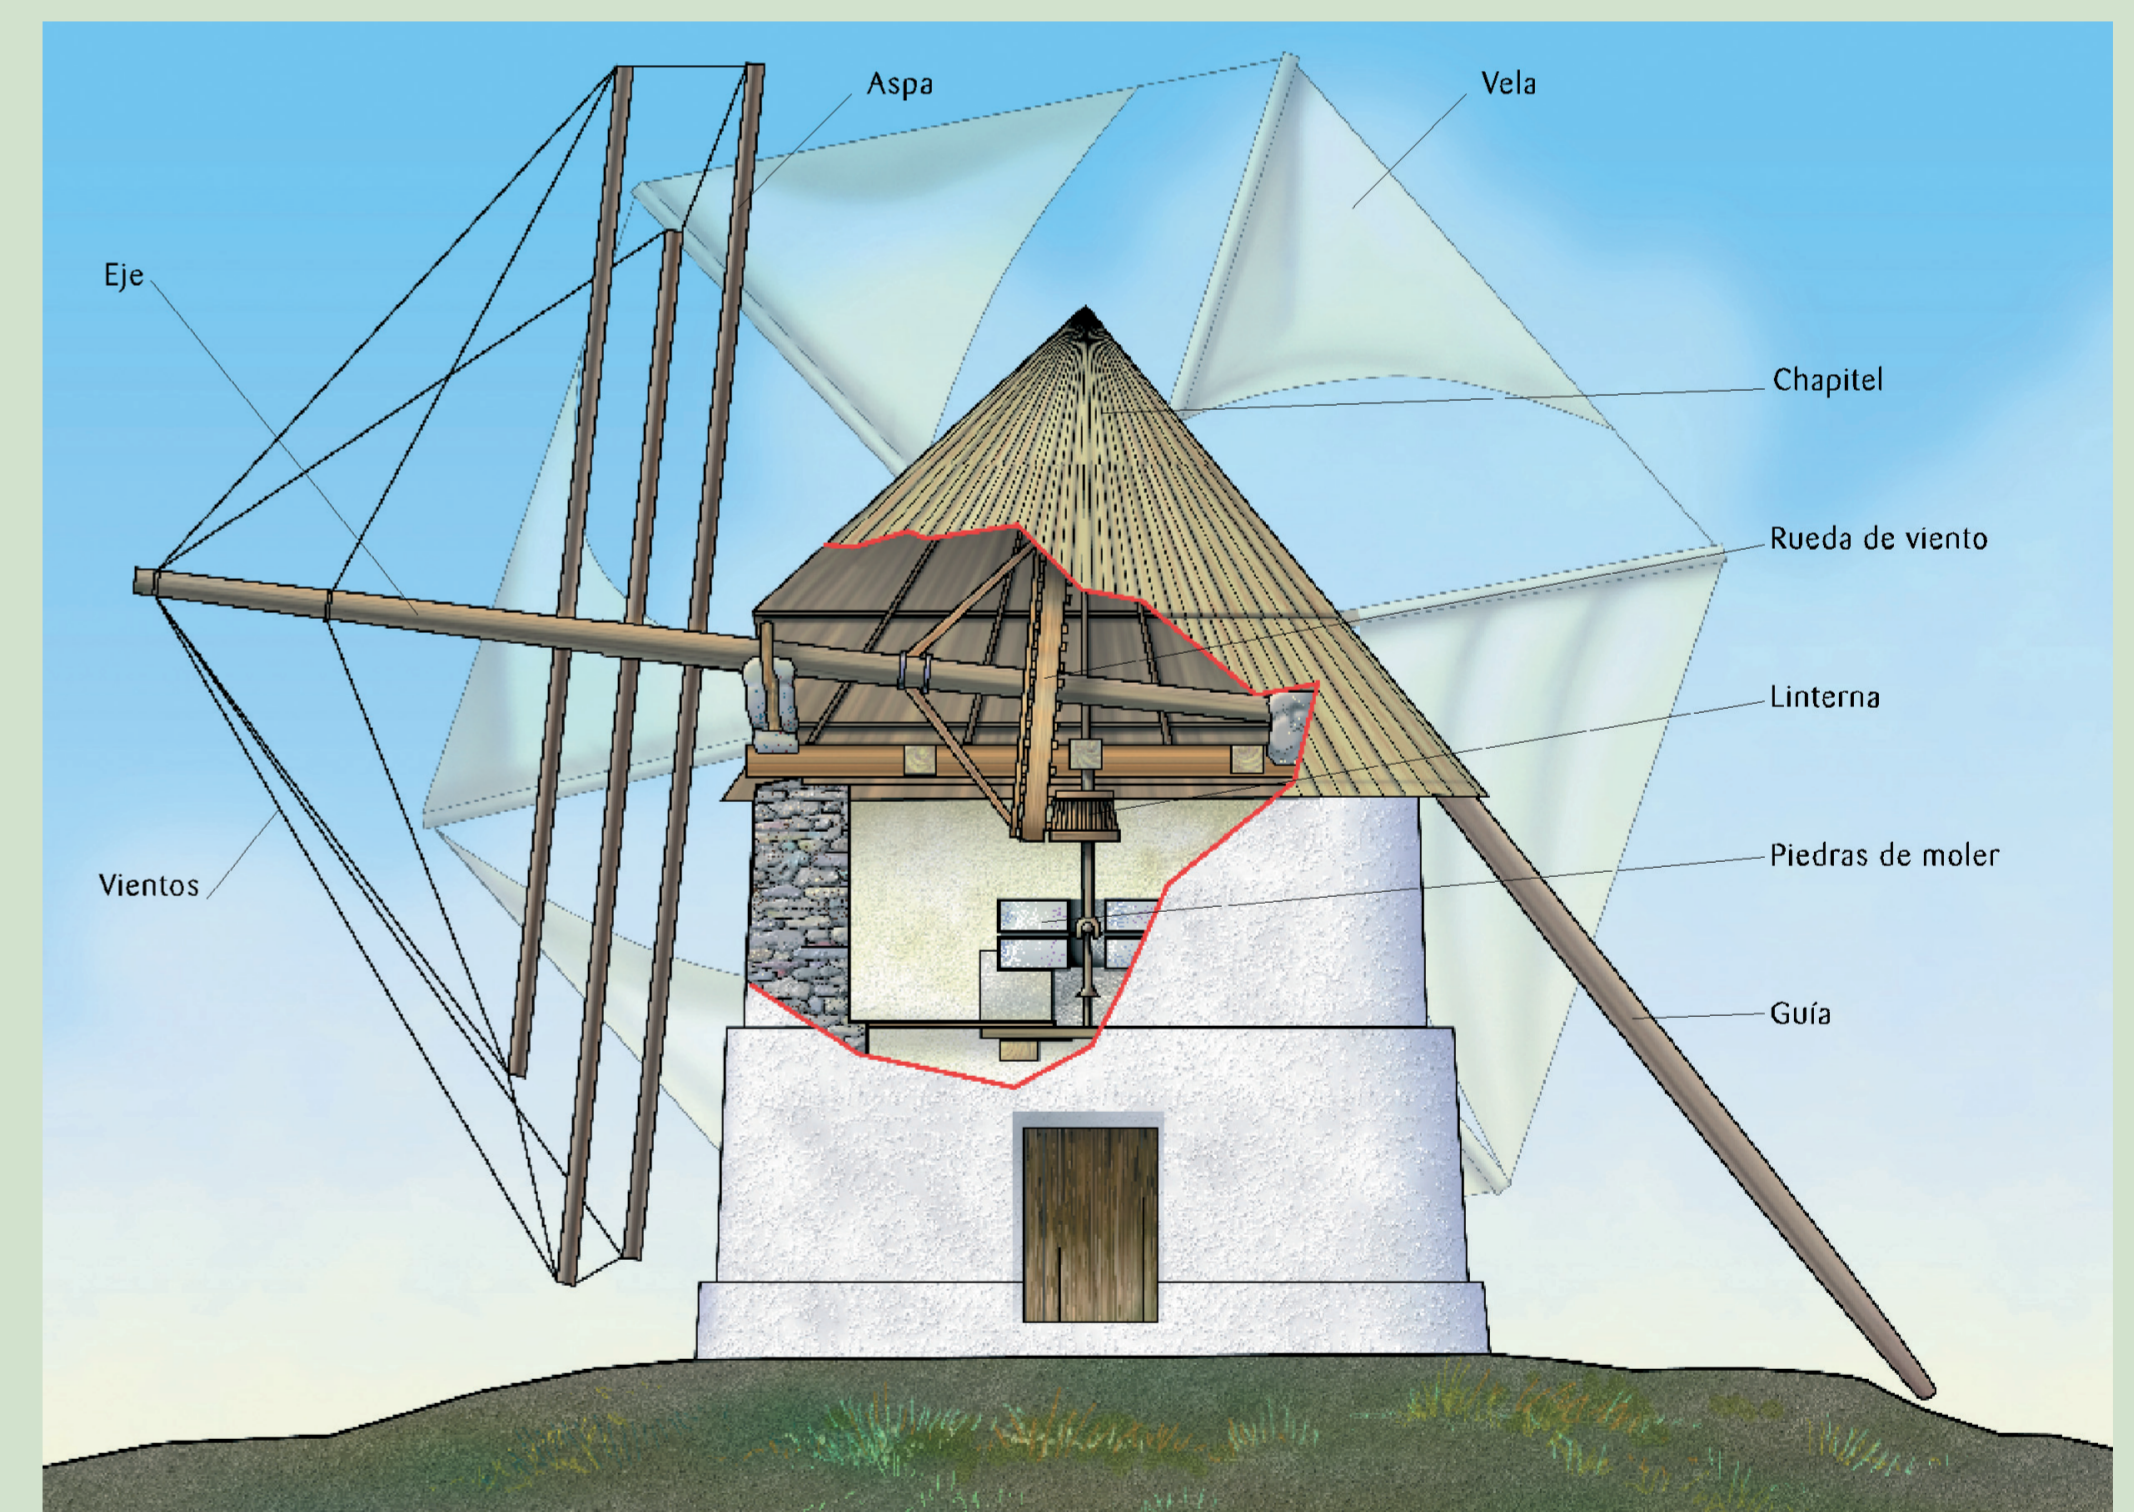 Aspa
Vela
Eje
Chapitel
Rueda de viento
Linterna
Piedras de moler
Vientos
Guía